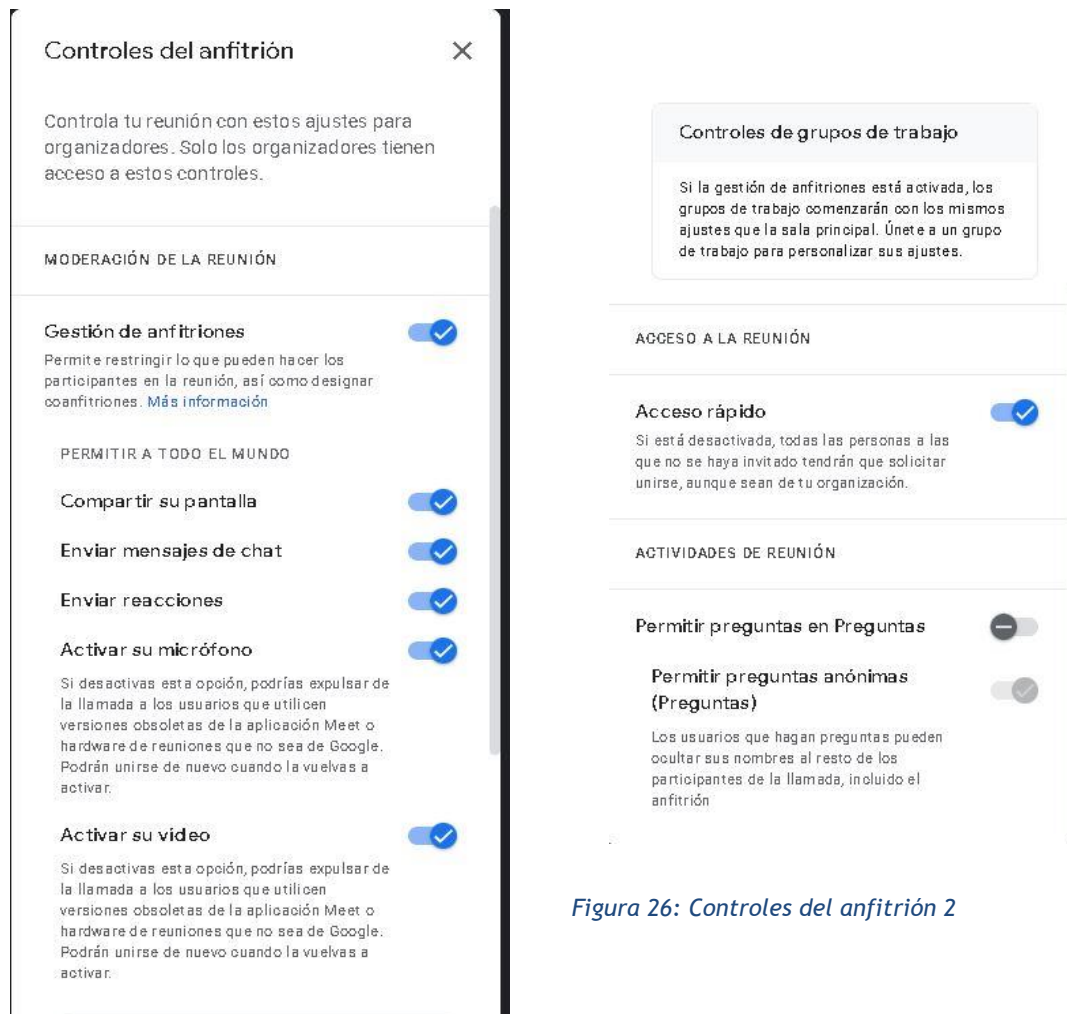 Controles del anfitrión
Controla tu reunión con estos ajustes para
organizadores. Solo los organizadores tienen
acceso a estos controles.
MODERACIÓN DE LA REUNIÓN
Gestión de anfitriones
Permite restringir lo que pueden hacer los
participantes en la reunión, así como designar
coanfitriones. Más información
PERMITIR A TODO EL MUNDO
Compartir su pantalla
Enviar mensajes de chat
Enviar reacciones
Activar su micrófono
Si desactivas esta opción, podrías expulsar de
la llamada a los usuarios que utilicen
versiones obsoletas de la aplicación Meet o
hardware de reuniones que no sea de Google.
Podrán unirse de nuevo cuando la vuelvas a
activar.
Activar su vídeo
Si desactivas esta opción, podrías expulsar de
la llamada a los usuarios que utilicen
versiones obsoletas de la aplicación Meet o
hardware de reuniones que no sea de Google.
Podrán unirse de nuevo cuando la vuelvas a
activar.
Controles de grupos de trabajo
Si la gestión de anfitriones está activada, los
grupos de trabajo comenzarán con los mismos
ajustes que la sala principal. Únete a un grupo
de trabajo para personalizar sus ajustes.
ACCESO A LA REUNIÓN
Acceso rápido
Si está desactivada, todas las personas a las
que no se haya invitado tendrán que solicitar
unirse, aunque sean de tu organización.
ACTIVIDADES DE REUNIÓN
Permitir preguntas en Preguntas
Permitir preguntas anónimas
(Preguntas)
Los usuarios que hagan preguntas pueden
ocultar sus nombres al resto de los
participantes de la llamada, incluido el
anfitrión
Figura 26: Controles del anfitrión 2